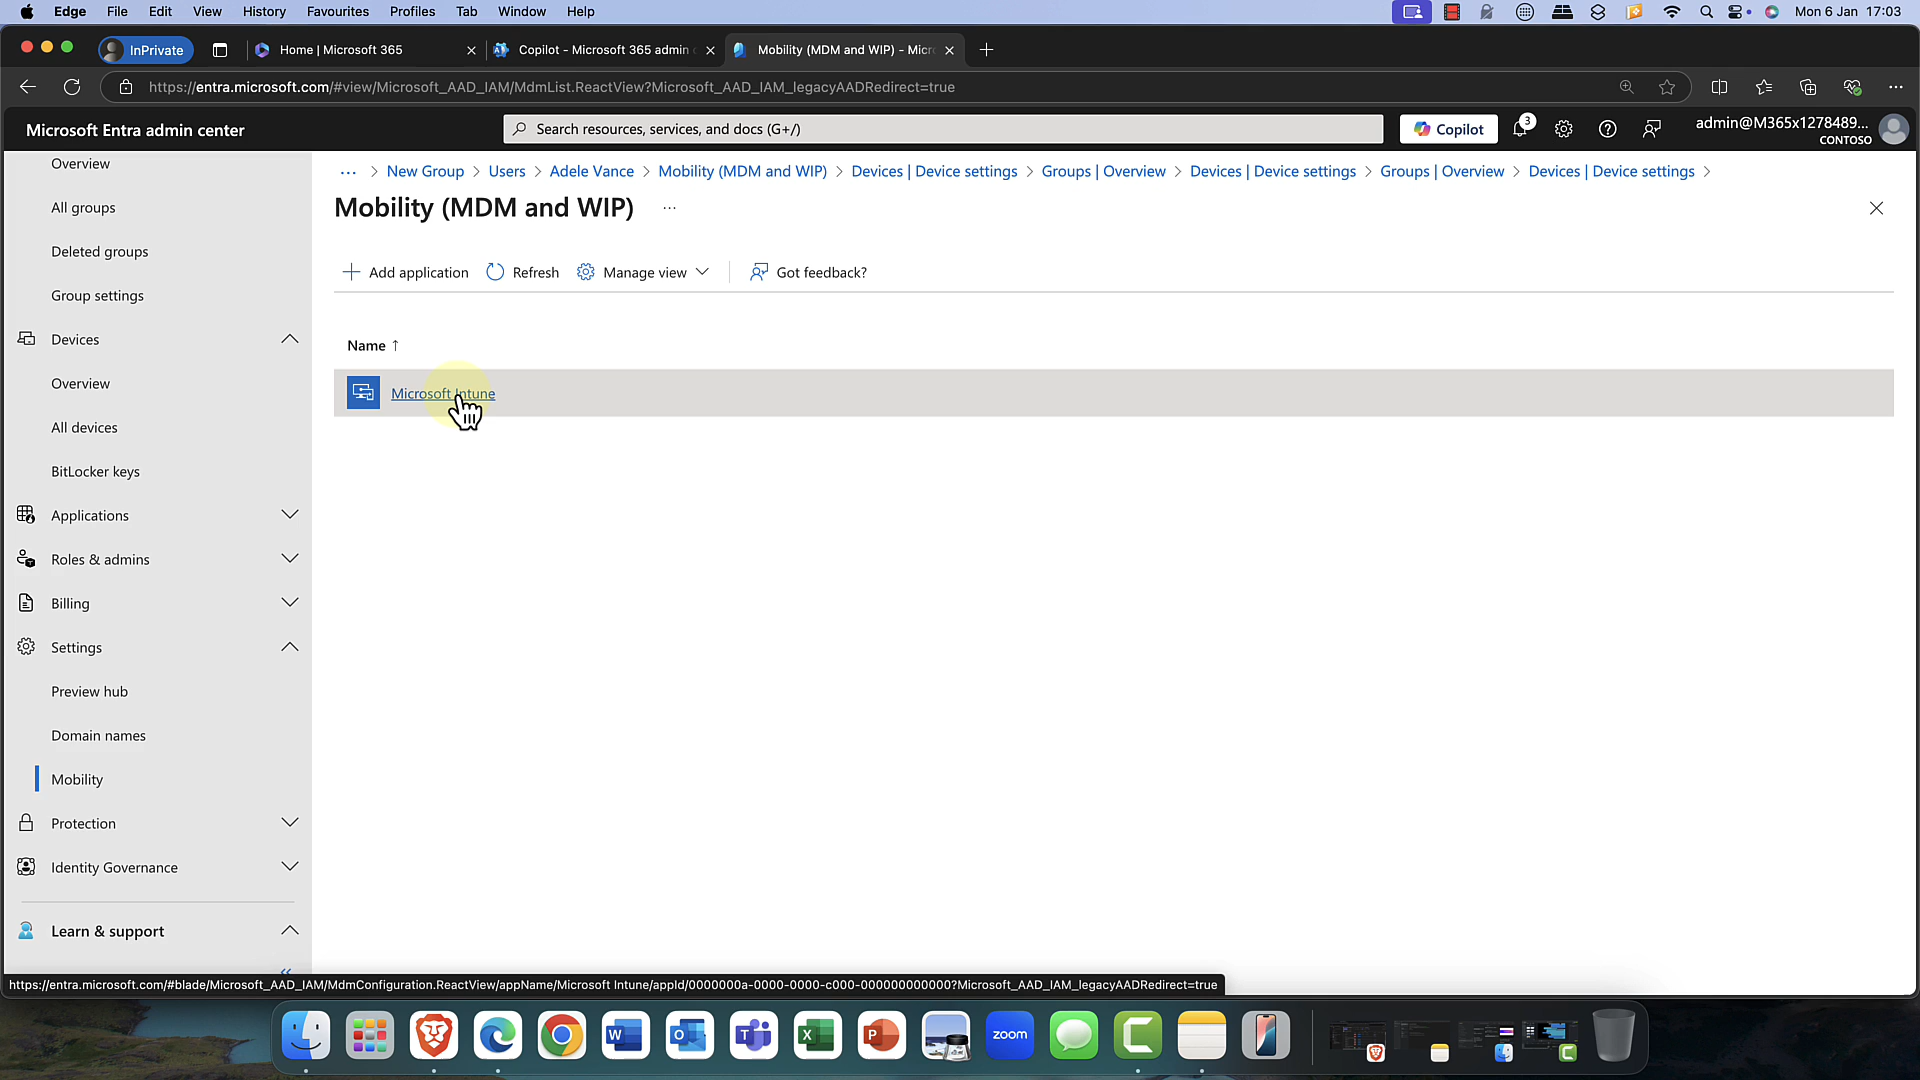 Edge File Edit View History Favourites Profiles Tab Window Help Mon 6 Jan 17:03
InPrivate Home | Microsoft 365 Copilot - Microsoft 365 admin Mobility (MDM and WIP) - Micr
https://entra.microsoft.com/#view/Microsoft_AAD_IAM/MdmList.ReactView?Microsoft_AAD_IAM_legacyAADRedirect=true
Microsoft Entra admin center
Search resources, services, and docs (G+/)
Copilot
3
admin@M365x1278489...
CONTOSO
Overview
All groups
Deleted groups
Group settings
Devices
Overview
All devices
BitLocker keys
Applications
Roles & admins
Billing
Settings
Preview hub
Domain names
Mobility
Protection
Identity Governance
Learn & support
... > New Group > Users > Adele Vance > Mobility (MDM and WIP) > Devices | Device settings > Groups | Overview > Devices | Device settings > Groups | Overview > Devices | Device settings >
Mobility (MDM and WIP) ...
Add application Refresh Manage view Got feedback?
Name ↑
Microsoft Intune
https://entra.microsoft.com/#blade/Microsoft_AAD_IAM/MdmConfiguration.ReactView/appName/Microsoft Intune/appId/0000000a-0000-0000-c000-000000000000?Microsoft_AAD_IAM_legacyAADRedirect=true
zoom